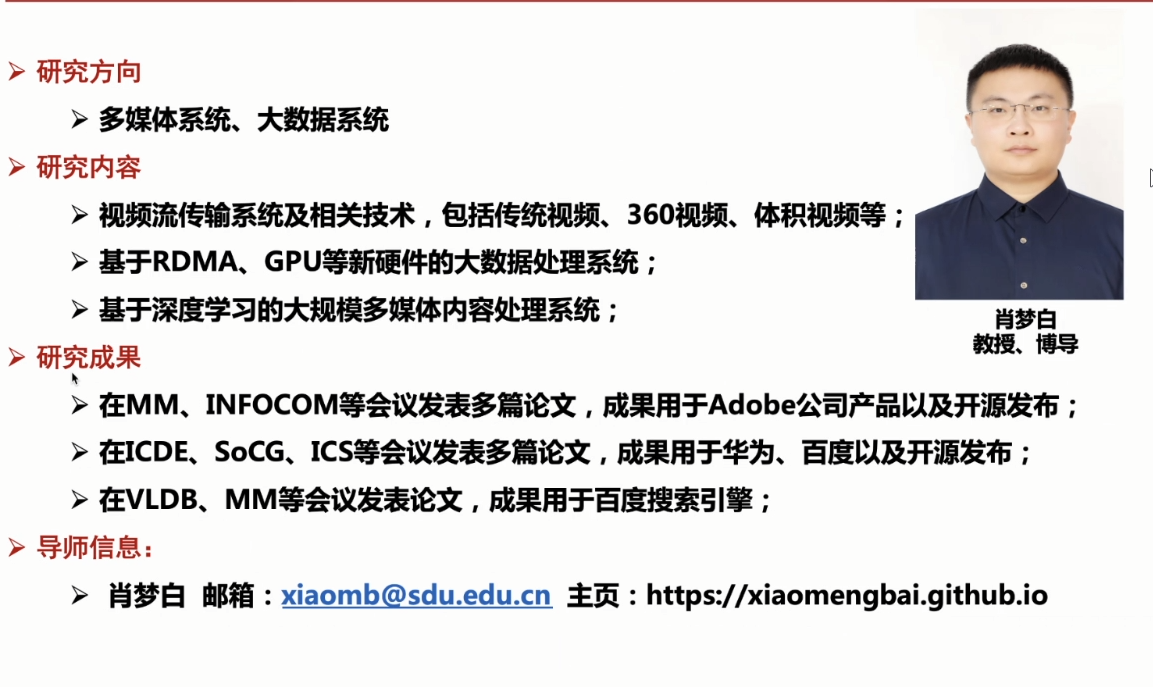 研究方向
多媒体系统、大数据系统
研究内容
视频流传输系统及相关技术，包括传统视频、360视频、体积视频等；
基于RDMA、GPU等新硬件的大数据处理系统；
基于深度学习的大规模多媒体内容处理系统；
肖梦白
教授、博导
研究成果
在MM、INFOCOM等会议发表多篇论文，成果用于Adobe公司产品以及开源发布；
在ICDE、SoCG、ICS等会议发表多篇论文，成果用于华为、百度以及开源发布；
在VLDB、MM等会议发表论文，成果用于百度搜索引擎；
导师信息：
肖梦白 邮箱：xiaomb@sdu.edu.cn 主页：https://xiaomengbai.github.io